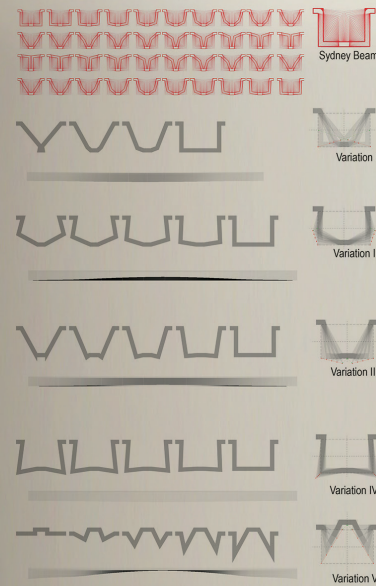 Sydney Beam
Variation
Variation I
Variation II
Variation IV
Variation V